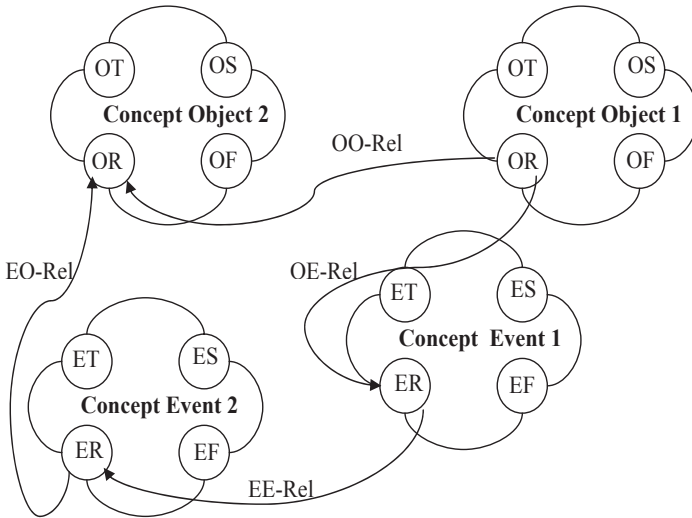 OT
OS
Concept Object 2
OR
OF
OT
OS
Concept Object 1
OR
OF
OO-Rel
EO-Rel
OE-Rel
ET
ES
Concept Event 1
ER
EF
ET
ES
Concept Event 2
ER
EF
EE-Rel